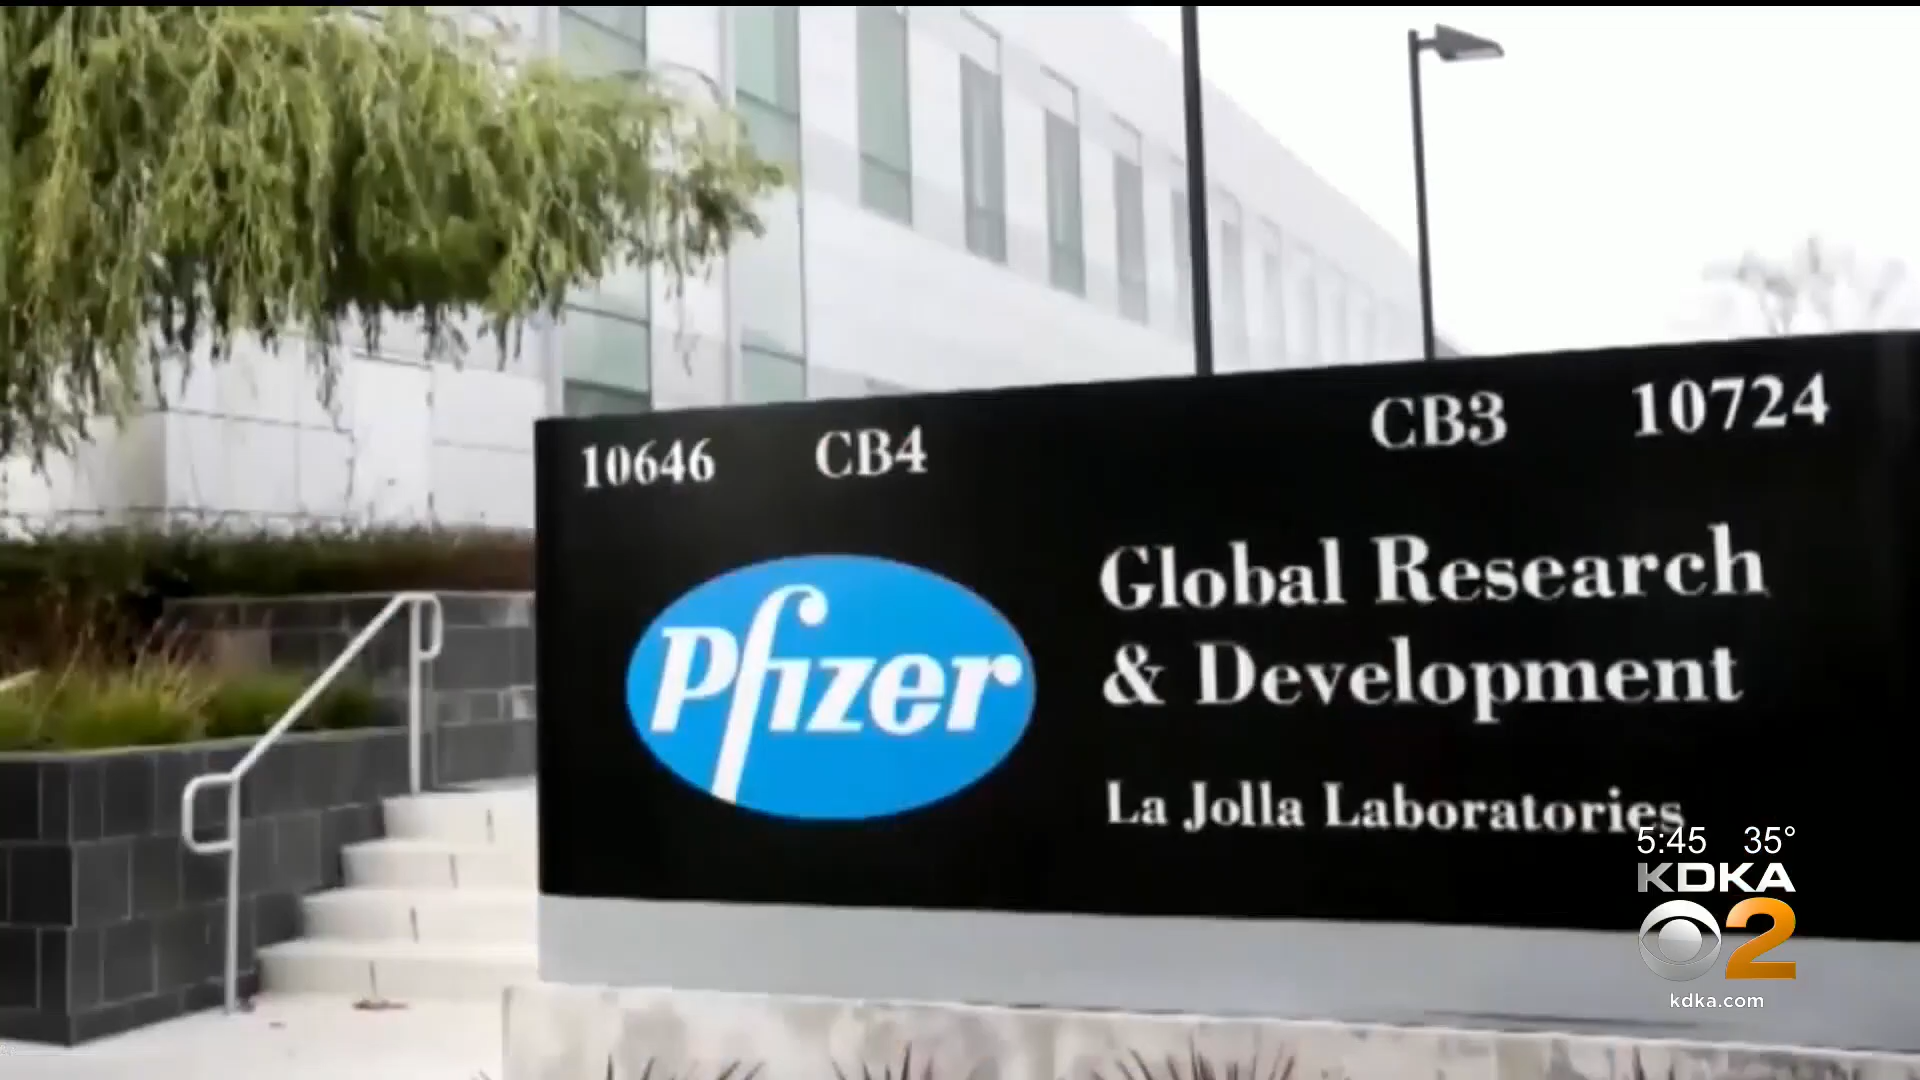 10646 CB4 CB3 10724
Pfizer
Global Research
& Development
La Jolla Laboratories
5:45 35°
KDKA
2
kdka.com